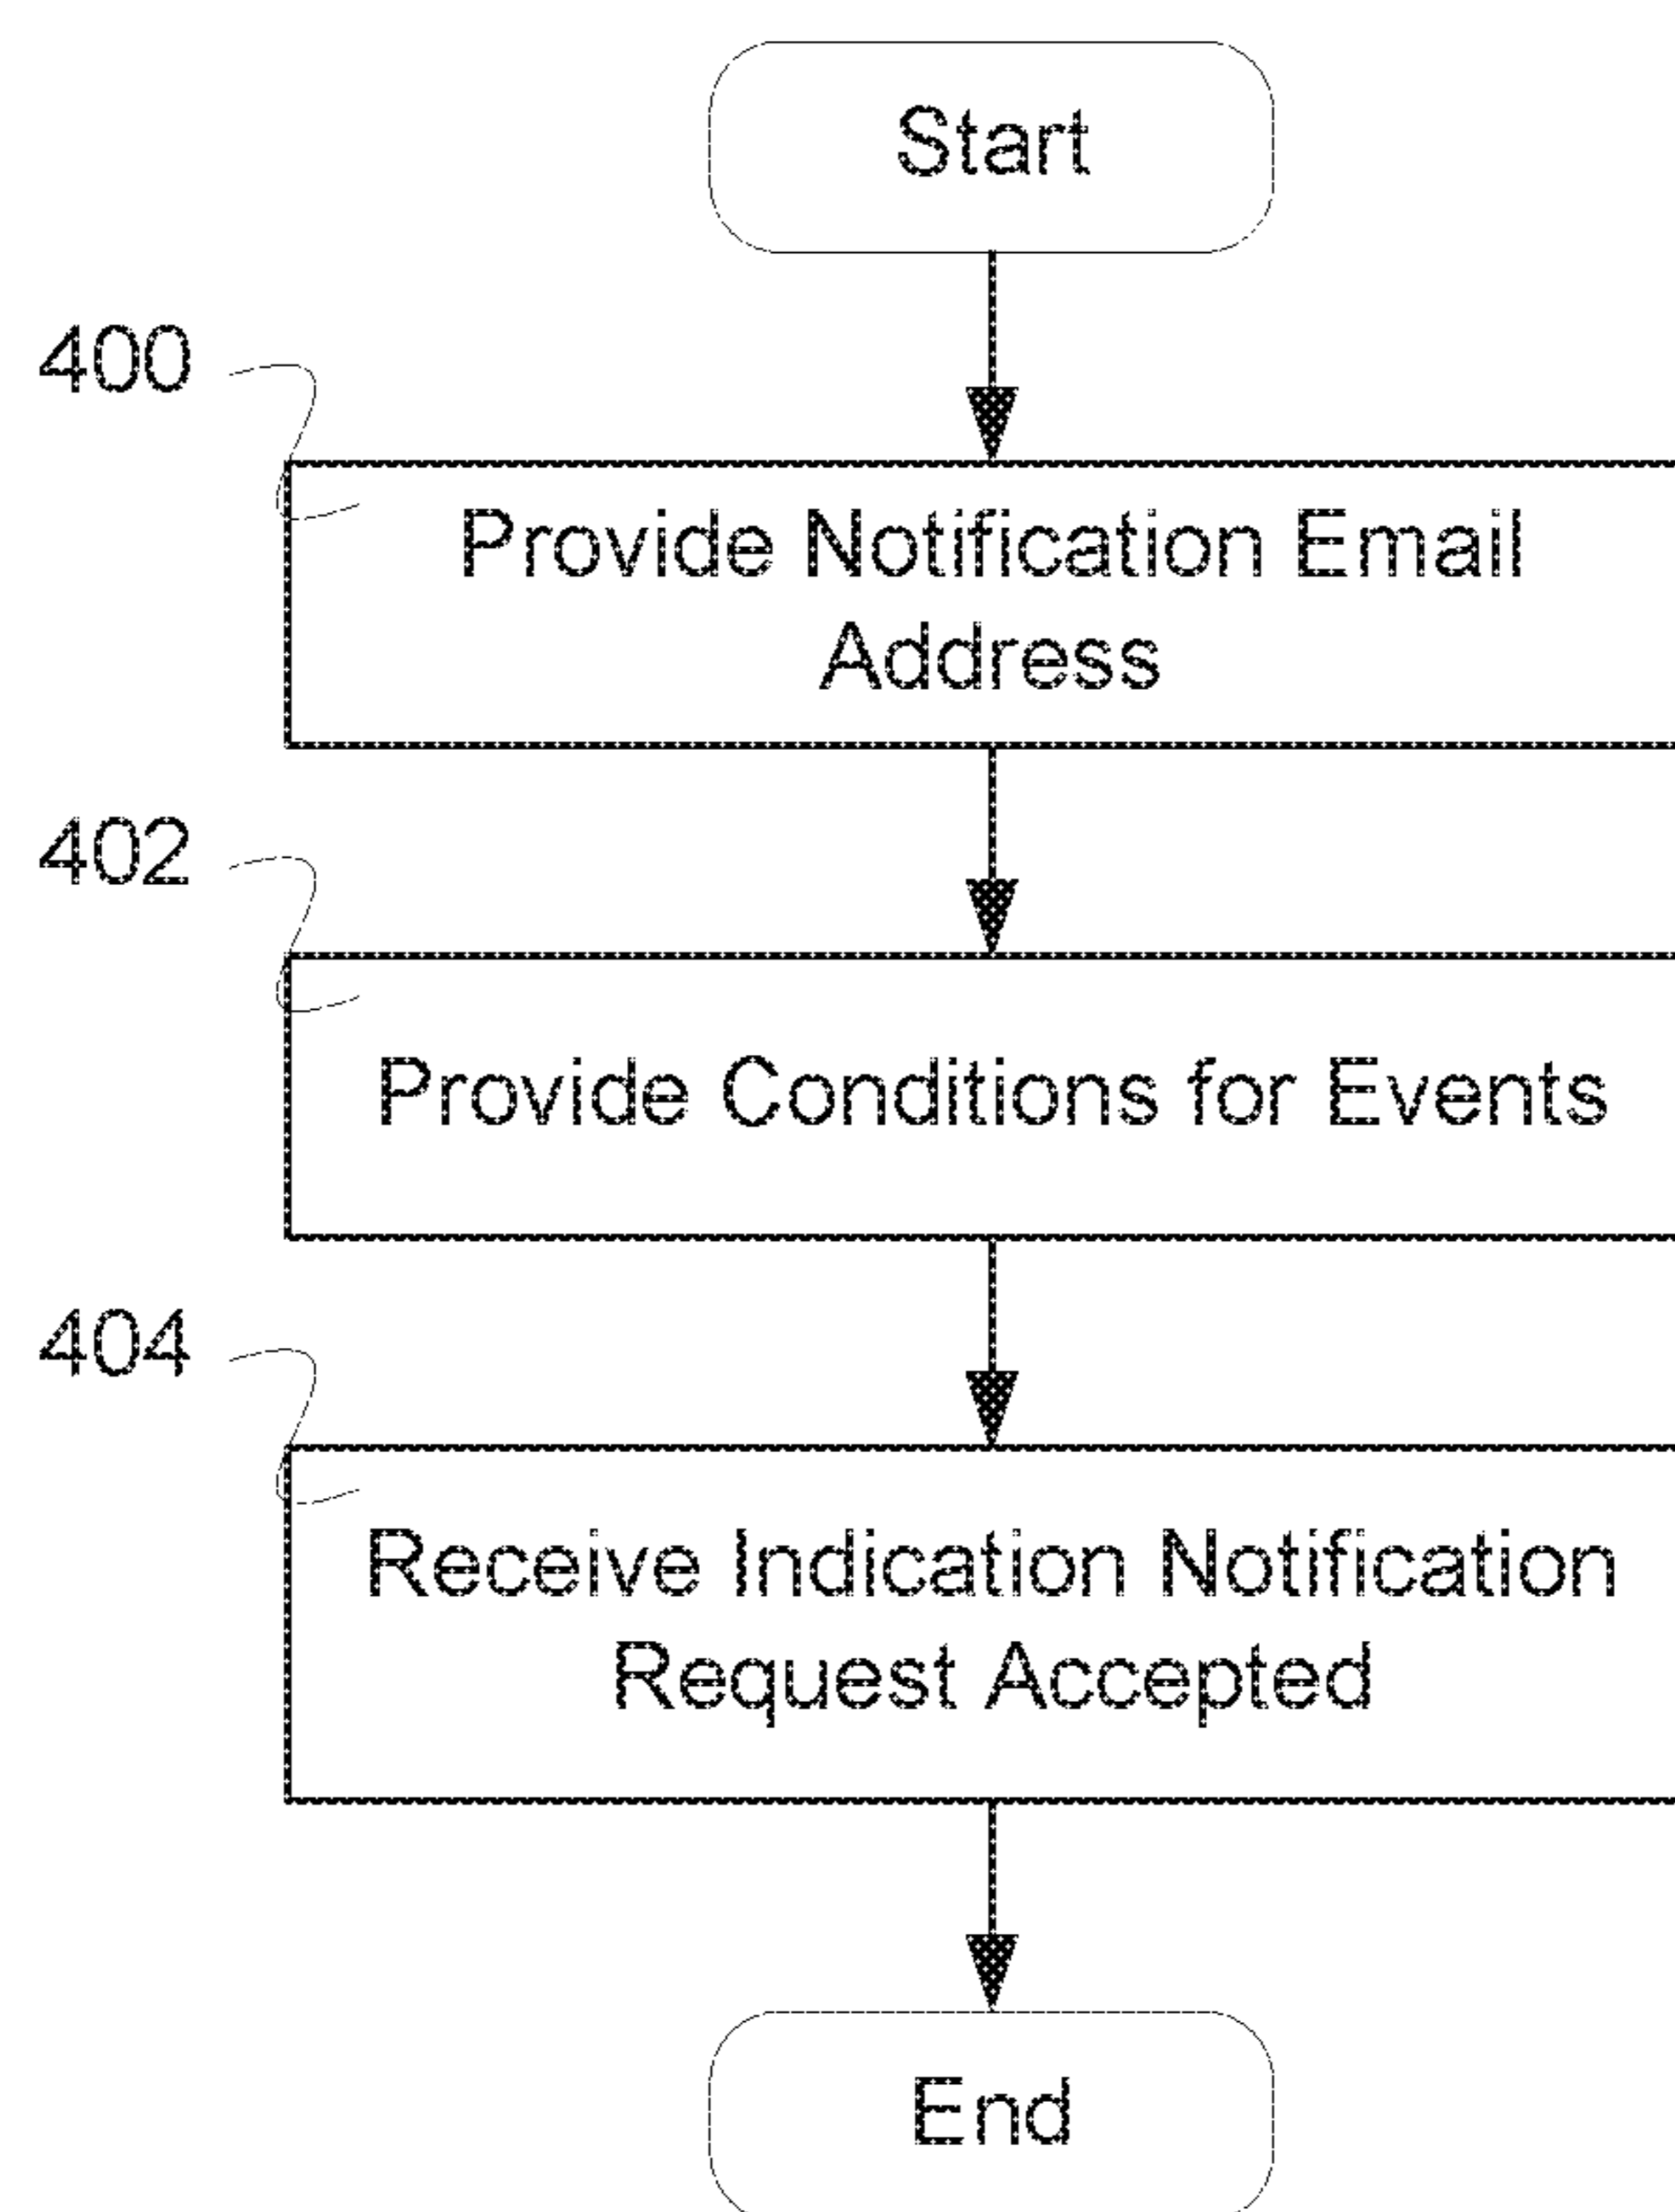 Start
400
Provide Notification Email
Address
402
Provide Conditions for Events
404
Receive Indication Notification
Request Accepted
End